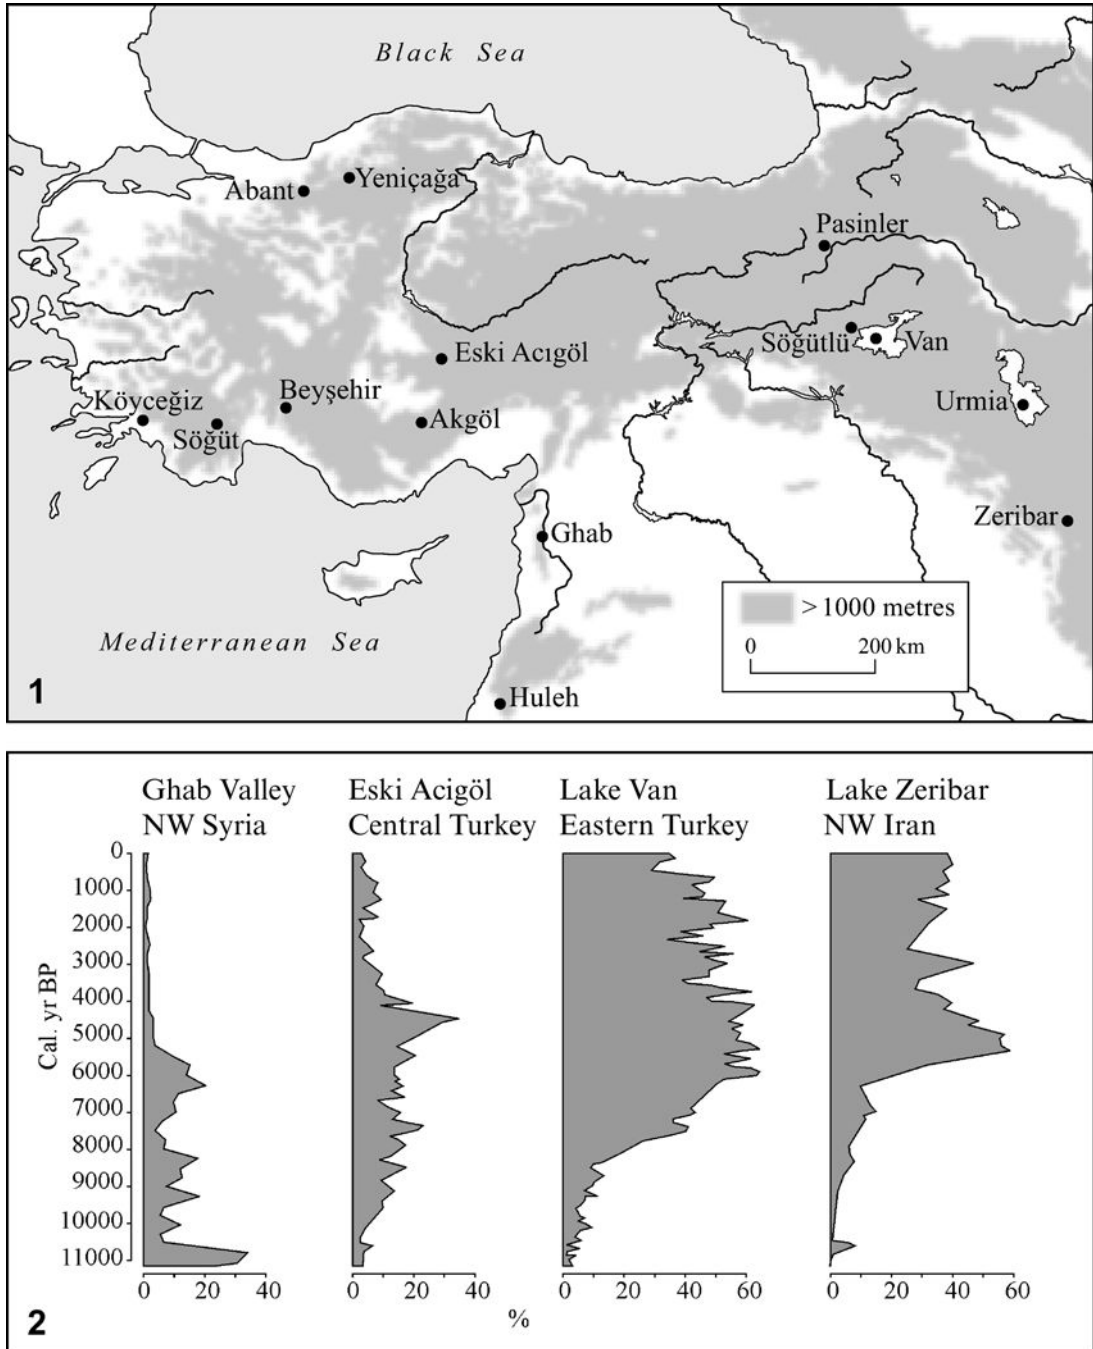 Black Sea
Abant
Yeniçağa
Pasinler
Söğütlü
Van
Eski Acıgöl
Urmia
Köyceğiz
Beyşehir
Söğüt
Akgöl
Zeribar
Ghab
Mediterranean Sea
> 1000 metres
0 200 km
Huleh
1
Ghab Valley
NW Syria
Eski Acigöl
Central Turkey
Lake Van
Eastern Turkey
Lake Zeribar
NW Iran
Cal. yr BP
0
1000
2000
3000
4000
5000
6000
7000
8000
9000
10000
11000
0 20 40
0 20 40
0 20 40 60
0 20 40 60
%
2